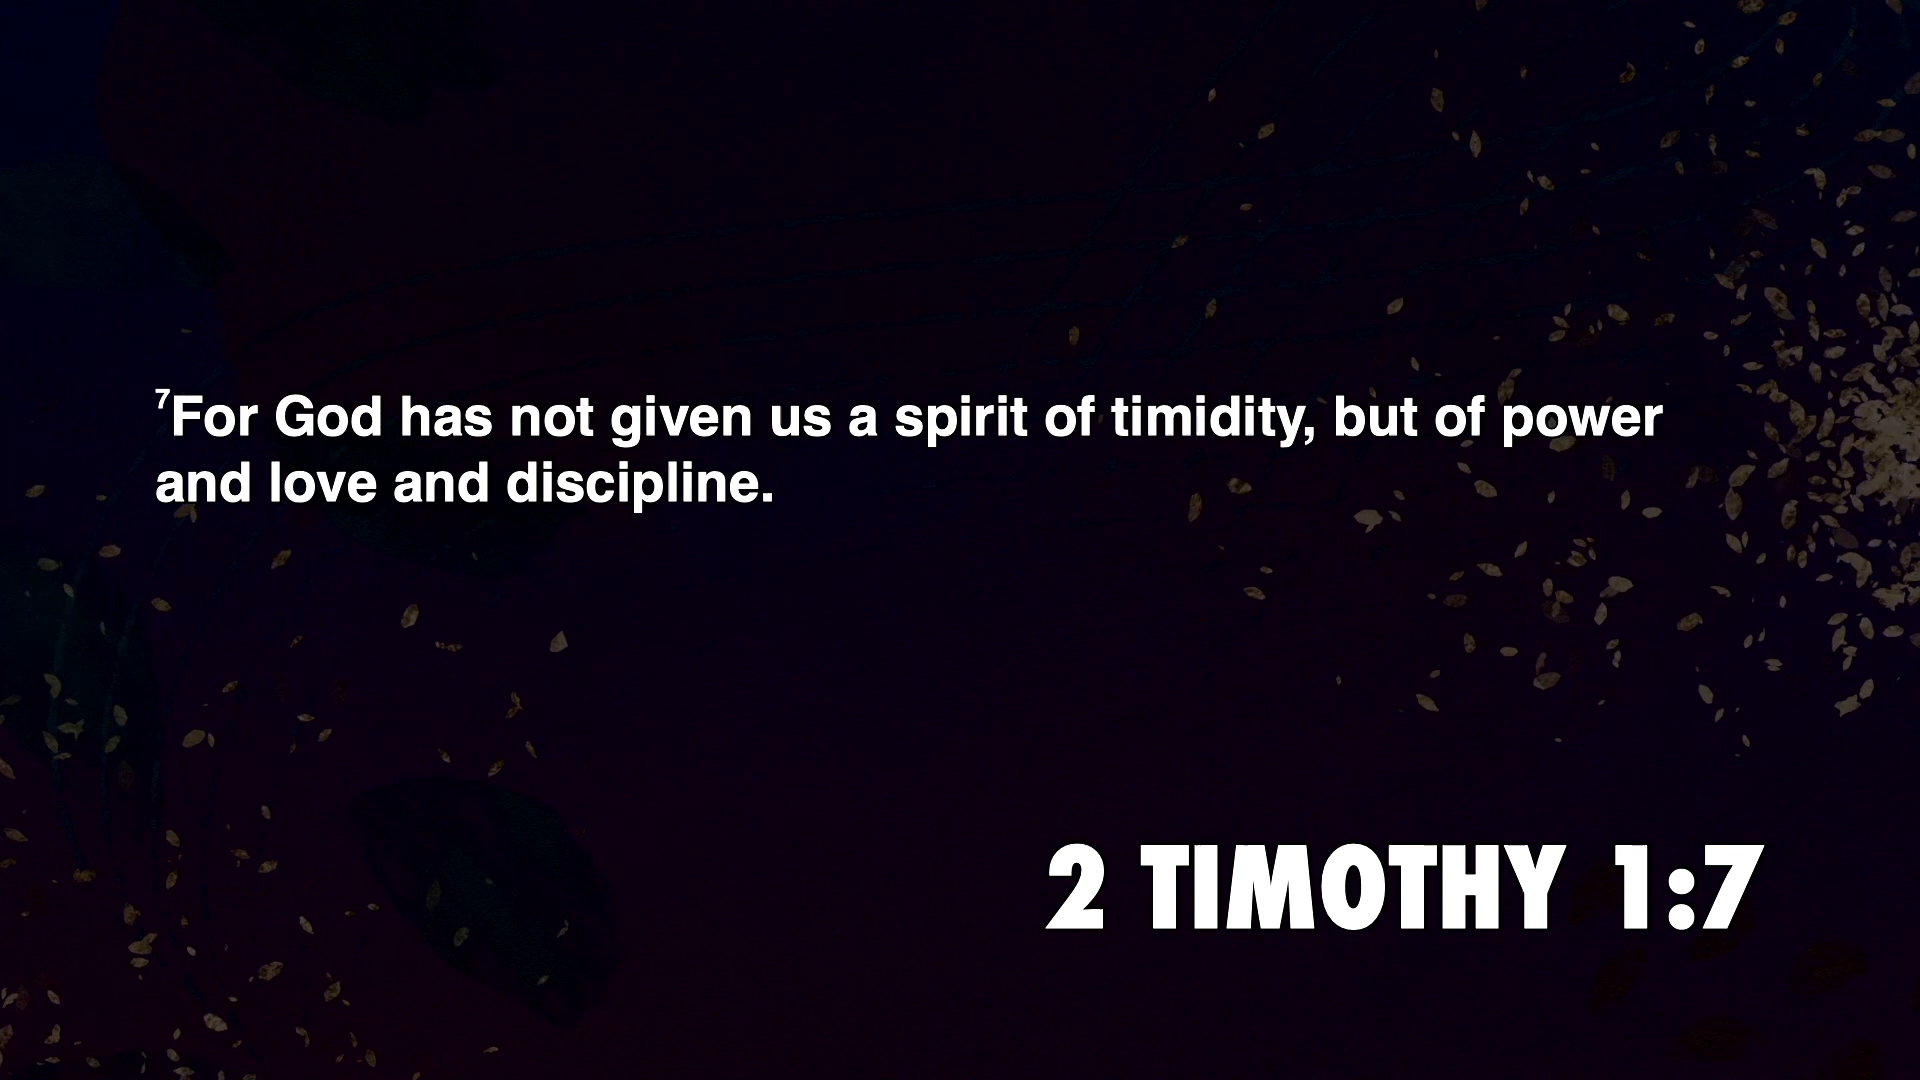 ⁷For God has not given us a spirit of timidity, but of power
and love and discipline.
2 TIMOTHY 1:7